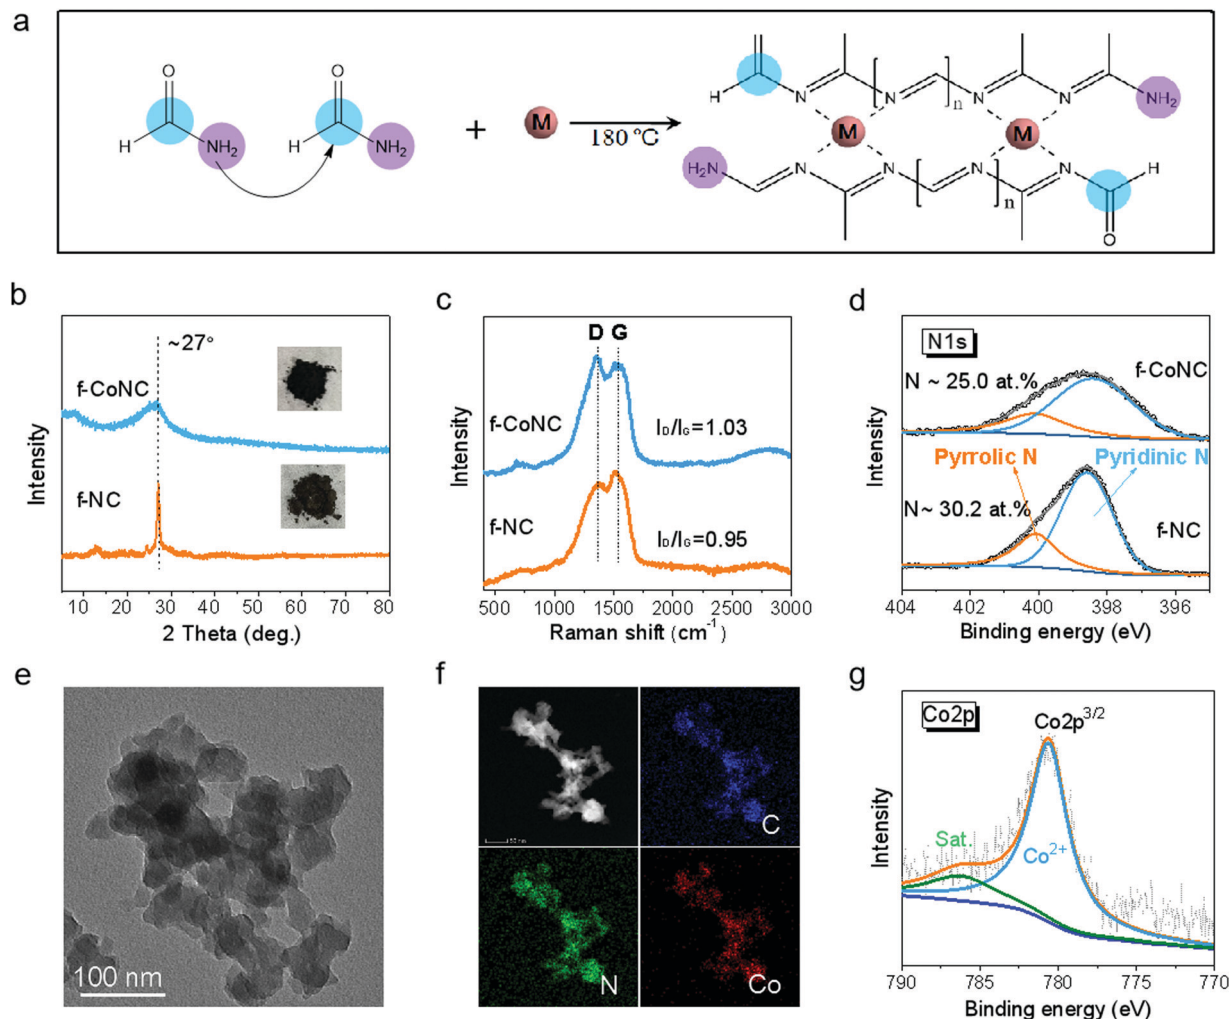 a
O
O
H
NH2
H
NH2
+
M
180 °C
H
N
N
n
N
N
NH2
M
M
H2N
N
N
N
n
N
H
O
b
~27°
f-CoNC
f-NC
Intensity
10 20 30 40 50 60 70 80
2 Theta (deg.)
c
D G
f-CoNC
ID/IG=1.03
f-NC
ID/IG=0.95
Intensity
500 1000 1500 2000 2500 3000
Raman shift (cm-1)
d
N1s
N ~ 25.0 at.%
f-CoNC
Pyrrolic N
Pyridinic N
N~ 30.2 at.%
f-NC
Intensity
404 402 400 398 396
Binding energy (eV)
e
100 nm
f
50 nm
C
N
Co
g
Co2p
Co2p3/2
Sat.
Co2+
Intensity
790 785 780 775 770
Binding energy (eV)